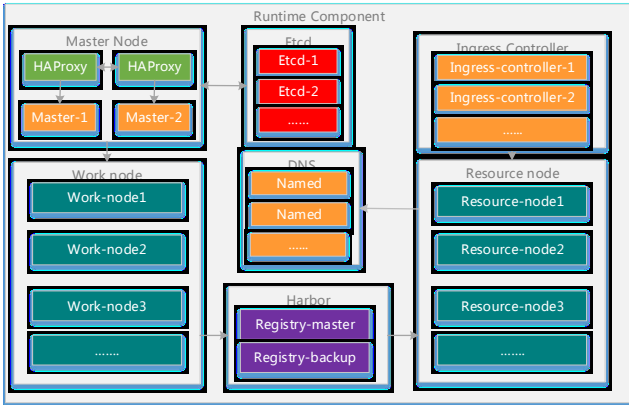 Runtime Component
Master Node
HAProxy
HAProxy
Master-1
Master-2
Etcd
Etcd-1
Etcd-2
......
Ingress Controller
Ingress-controller-1
Ingress-controller-2
......
Work node
Work-node1
Work-node2
Work-node3
.......
DNS
Named
Named
......
Harbor
Registry-master
Registry-backup
Resource node
Resource-node1
Resource-node2
Resource-node3
.......